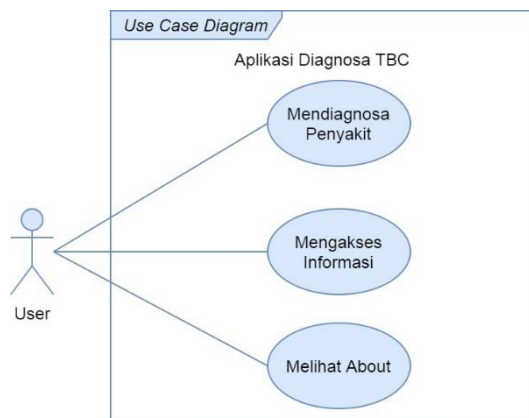 Use Case Diagram
Aplikasi Diagnosa TBC
Mendiagnosa
Penyakit
Mengakses
Informasi
User
Melihat About